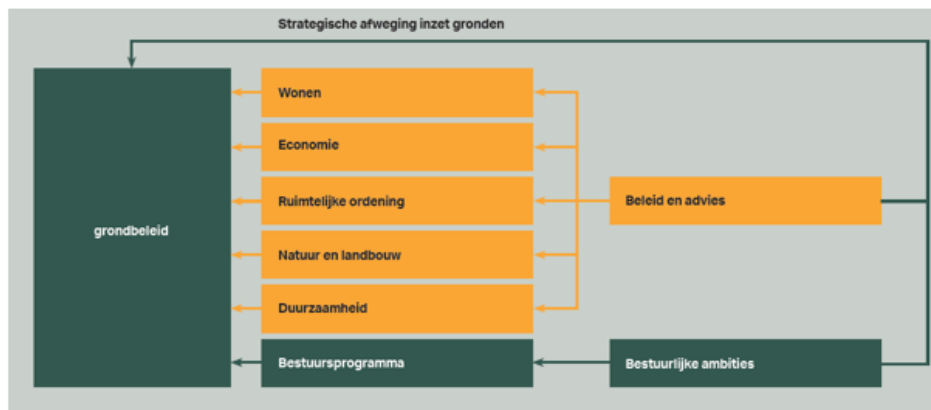 Strategische afweging inzet gronden
Wonen
Economie
Ruimtelijke ordening
Beleid en advies
grondbeleid
Natuur en landbouw
Duurzaamheid
Bestuursprogramma
Bestuurlijke ambities